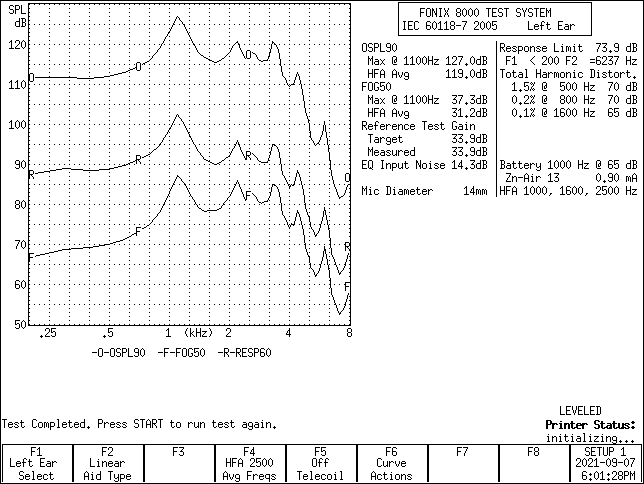 SPL
dB
120
110
100
90
80
70
60
50
O
O
O
R
R
R
R
F
F
F
F
.25 .5 1 (kHz) 2 4 8
-O-OSPL90 -F-FOG50 -R-RESP60
FONIX 8000 TEST SYSTEM
IEC 60118-7 2005 Left Ear
OSPL90
Max @ 1100Hz 127.0dB
HFA Avg 119.0dB
FOG50
Max @ 1100Hz 37.3dB
HFA Avg 31.2dB
Reference Test Gain
Target 33.9dB
Measured 33.9dB
EQ Input Noise 14.3dB
Mic Diameter 14mm
Response Limit 73.9 dB
F1 < 200 F2 =6237 Hz
Total Harmonic Distort.
1.5% @ 500 Hz 70 dB
0.2% @ 800 Hz 70 dB
0.1% @ 1600 Hz 65 dB
Battery 1000 Hz @ 65 dB
Zn-Air 13 0.90 mA
HFA 1000, 1600, 2500 Hz
LEVELED
Test Completed. Press START to run test again.
Printer Status:
initializing...
F1
Left Ear
Select
F2
Linear
Aid Type
F3
F4
HFA 2500
Avg Freqs
F5
Off
Telecoil
F6
Curve
Actions
F7
F8
SETUP 1
2021-09-07
6:01:28PM